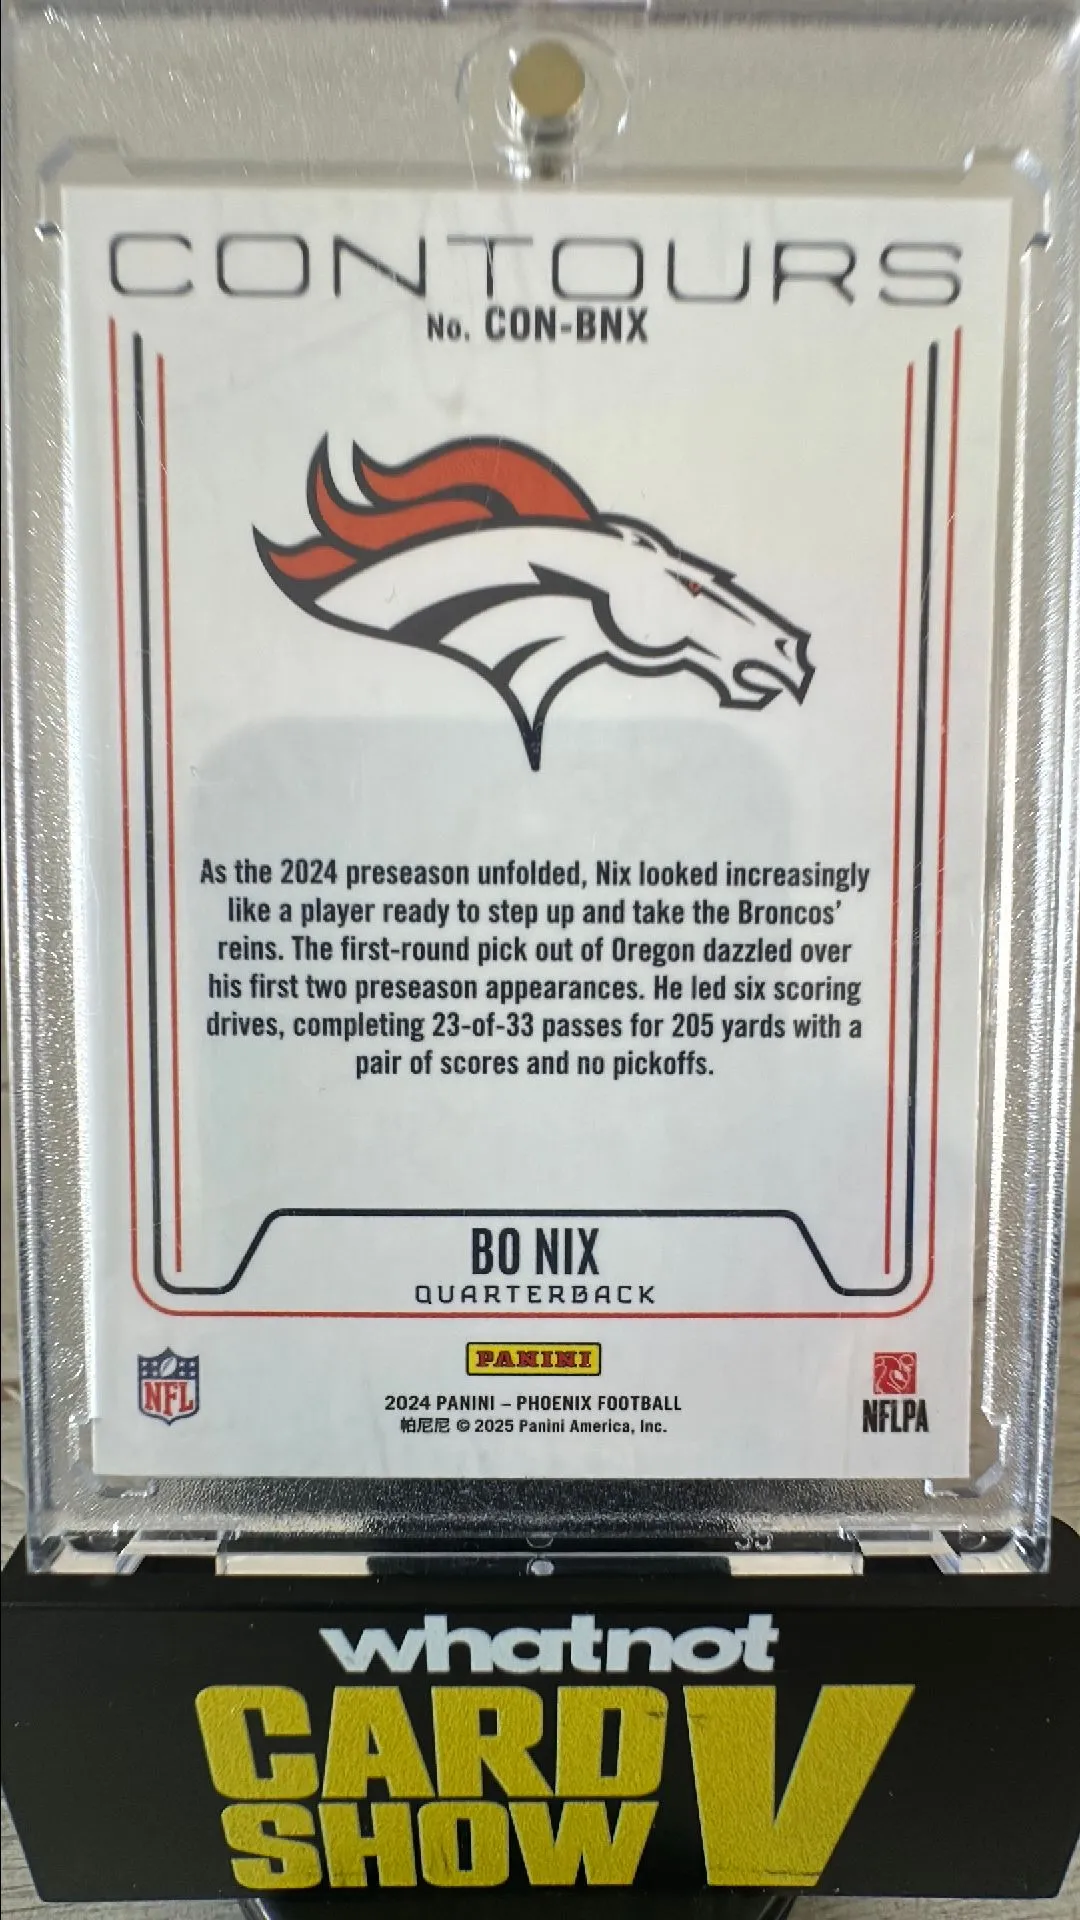 CONTOURS
No. CON-BNX
As the 2024 preseason unfolded, Nix looked increasingly
like a player ready to step up and take the Broncos’
reins. The first-round pick out of Oregon dazzled over
his first two preseason appearances. He led six scoring
drives, completing 23-of-33 passes for 205 yards with a
pair of scores and no pickoffs.
BO NIX
QUARTERBACK
PANINI
NFL
2024 PANINI – PHOENIX FOOTBALL
帕尼尼 © 2025 Panini America, Inc.
NFLPA
whatnot
CARD
SHOW V